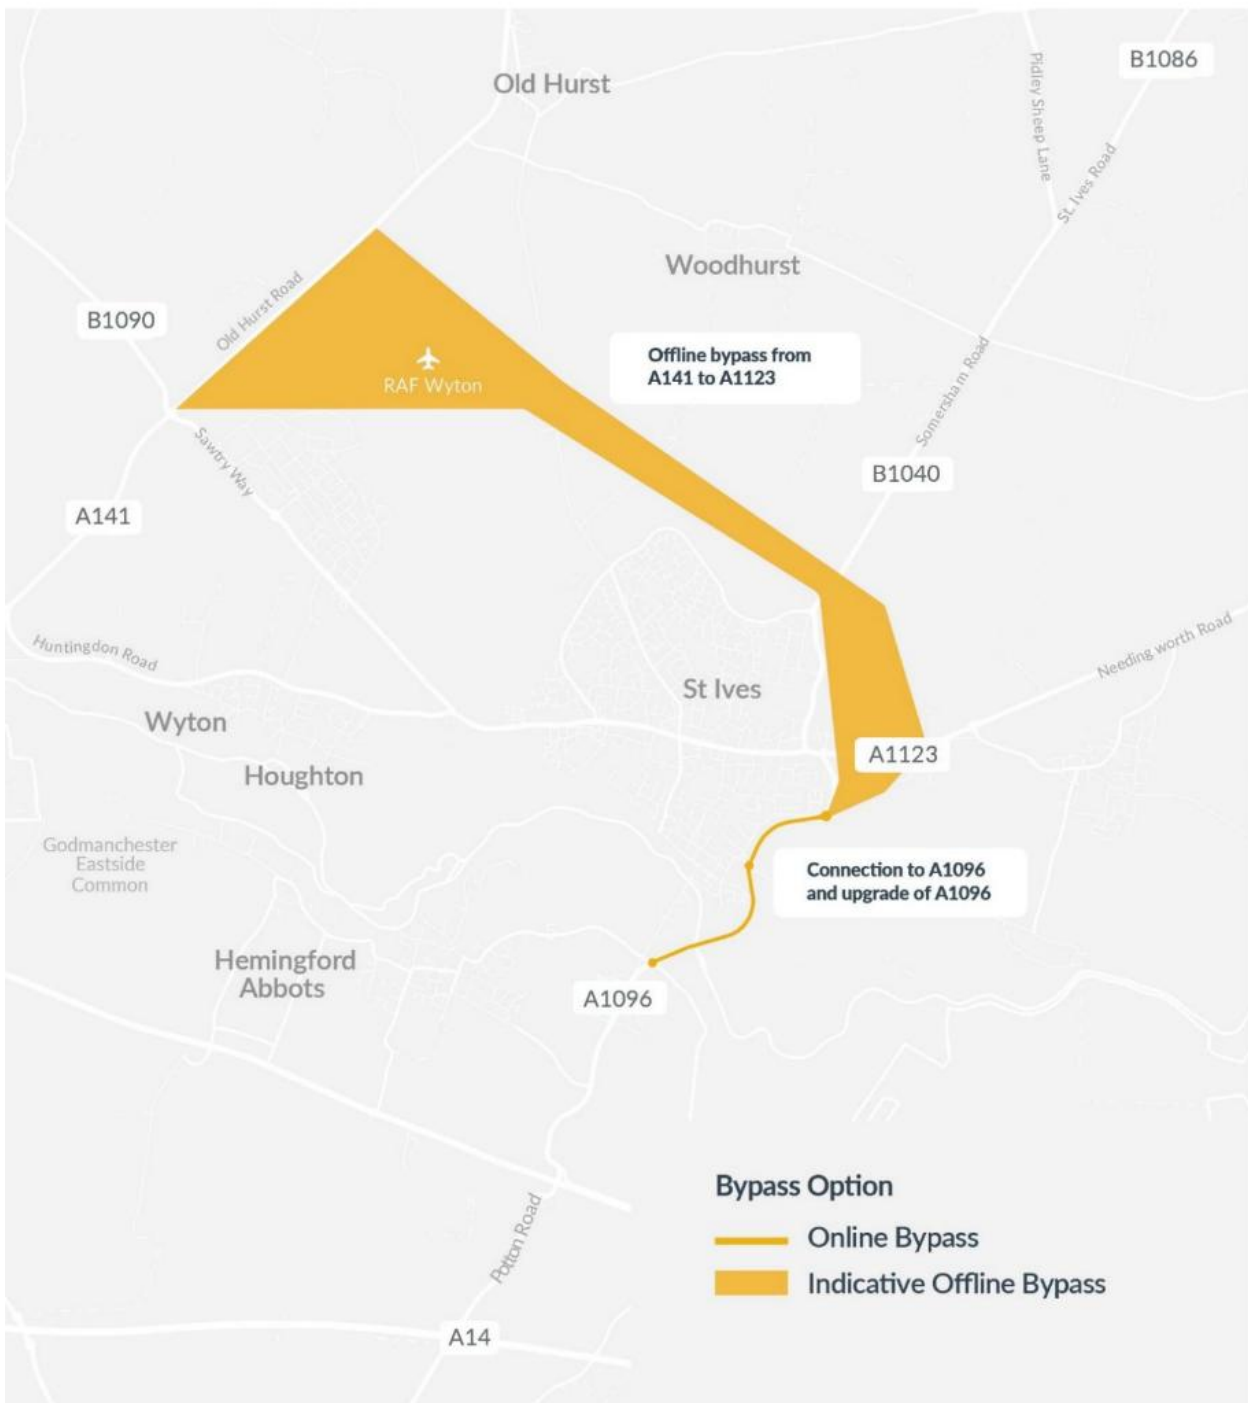 B1086
Old Hurst
Pidley Sheep Lane
St. Ives Road
Woodhurst
Old Hurst Road
B1090
Offline bypass from
A141 to A1123
RAF Wyton
Somersham Road
Sawtry Way
B1040
A141
Huntingdon Road
Needing worth Road
St Ives
Wyton
A1123
Houghton
Godmanchester
Eastside
Common
Connection to A1096
and upgrade of A1096
Hemingford
Abbots
A1096
Potton Road
A14
Bypass Option
Online Bypass
Indicative Offline Bypass